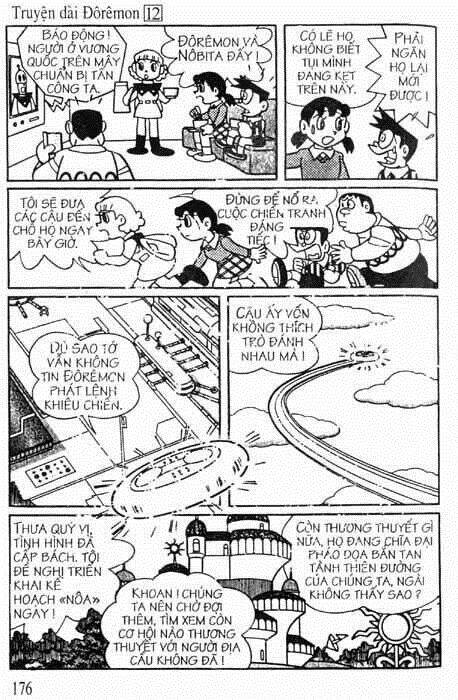 Truyện dài Đôrêmon 12
BÁO ĐỘNG!
NGƯỜI Ở VƯƠNG
QUỐC TRÊN MÂY
CHUẨN BỊ TẤN
CÔNG TA.
ĐÔRÊMON VÀ
NÔBITA ĐẤY!
CÓ LẼ HỌ
KHÔNG BIẾT
TỤI MÌNH
ĐANG KẸT
TRÊN NÀY.
PHẢI
NGĂN
HỌ LẠI
MỚI
ĐƯỢC!
TÔI SẼ ĐƯA
CÁC CẬU ĐẾN
CHỖ HỌ NGAY
BÂY GIỜ.
ĐỪNG ĐỂ NỔ RA
CUỘC CHIẾN TRANH
ĐÁNG
TIẾC!
DÙ SAO TỚ
VẪN KHÔNG
TIN ĐÔRÊMON
PHÁT LỆNH
KHIÊU CHIẾN.
CẬU ẤY VỐN
KHÔNG THÍCH
TRÒ ĐÁNH
NHAU MÀ!
THƯA QUÝ VỊ,
TÌNH HÌNH ĐÃ
CẤP BÁCH. TÔI
ĐỀ NGHỊ TRIỂN
KHAI KẾ
HOẠCH «NÔA»
NGAY!
KHOAN! CHÚNG
TA NÊN CHỜ ĐỢI
THÊM, TÌM XEM CÒN
CƠ HỘI NÀO THƯƠNG
THUYẾT VỚI NGƯỜI ĐỊA
CẦU KHÔNG ĐÃ!
CÒN THƯƠNG THUYẾT GÌ
NỮA, HỌ ĐANG CHĨA ĐẠI
PHÁO DỌA BẮN TAN
TÀNH THIÊN ĐƯỜNG
CỦA CHÚNG TA, NGÀI
KHÔNG THẤY SAO?
176